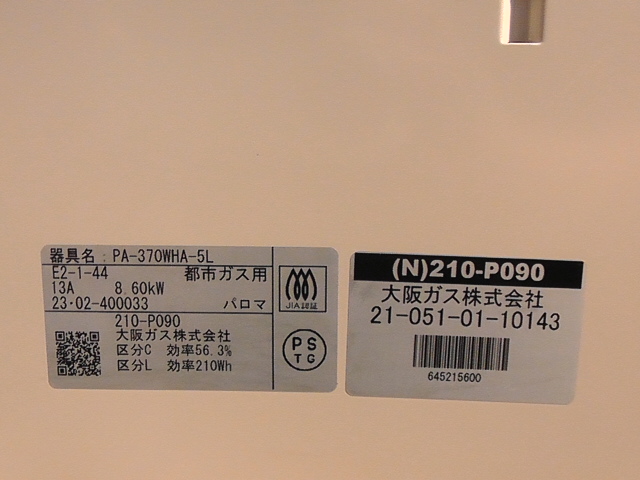 器具名：PA-370WHA-5L
E2-1-44 都市ガス用
13A 8.60kW
23・02-400033 パロマ
210-P090
大阪ガス株式会社
区分C 効率56.3%
区分L 効率210Wh
JIA認証
PS
TG
(N)210-P090
大阪ガス株式会社
21-051-01-10143
645215600